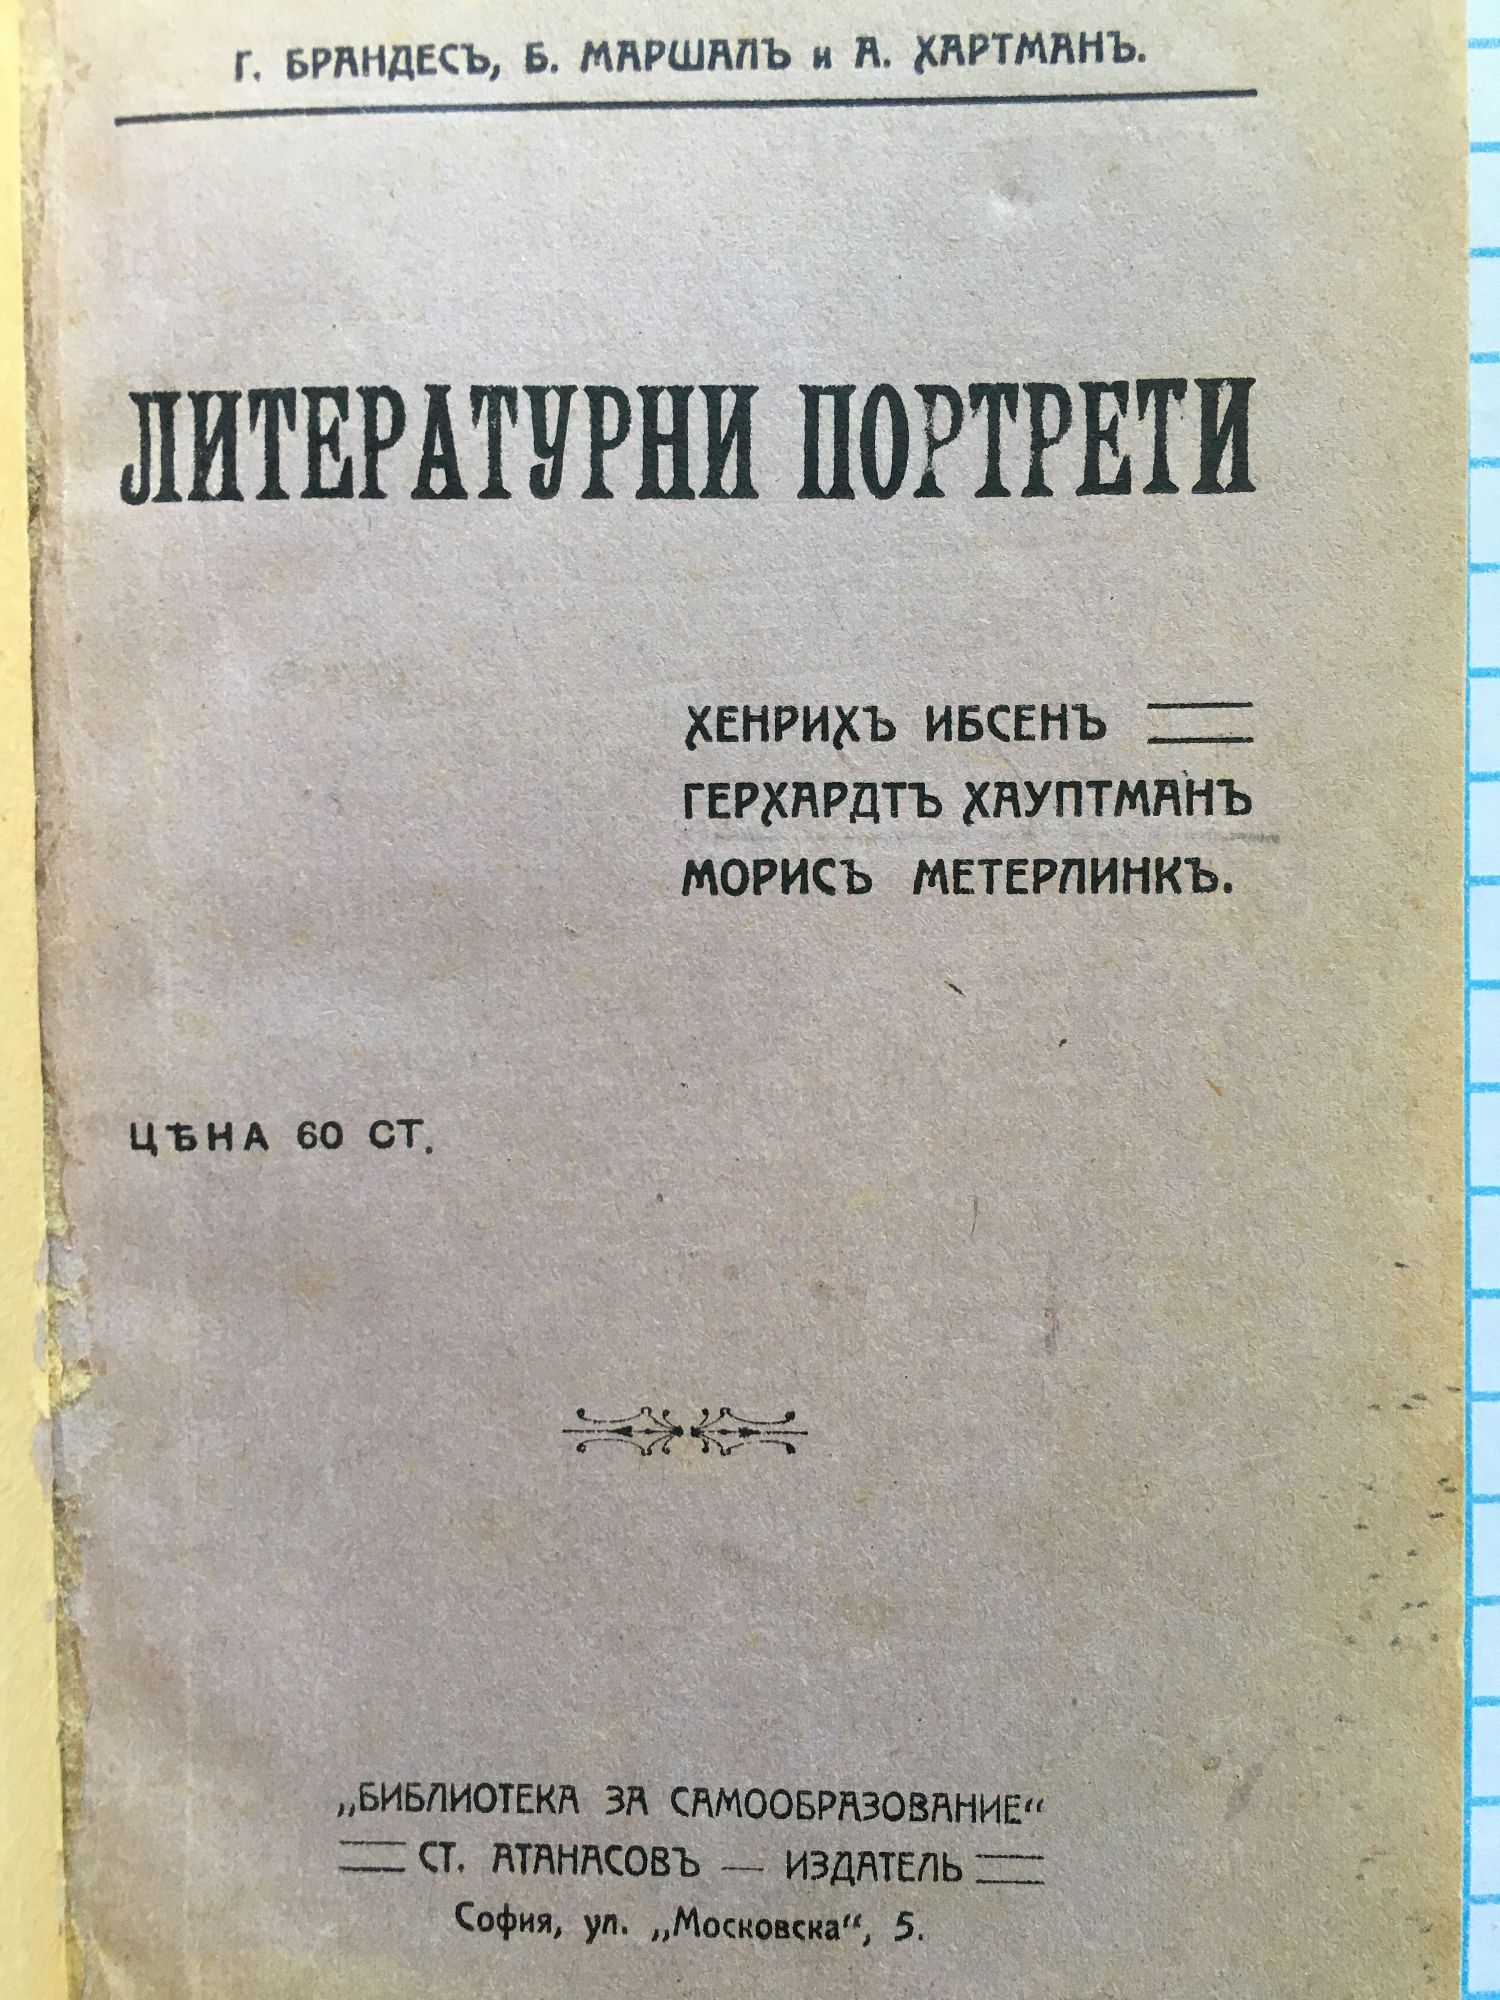 Г. БРАНДЕСЪ, Б. МАРШАЛЪ и А. ХАРТМАНЪ.
ЛИТЕРАТУРНИ ПОРТРЕТИ
ХЕНРИХЪ ИБСЕНЪ
ГЕРХАРДТЪ ХАУПТМАНЪ
МОРИСЪ МЕТЕРЛИНКЪ.
ЦѢНА 60 СТ.
„БИБЛИОТЕКА ЗА САМООБРАЗОВАНИЕ“
СТ. АТАНАСОВЪ — ИЗДАТЕЛЬ
София, ул. „Московска“, 5.